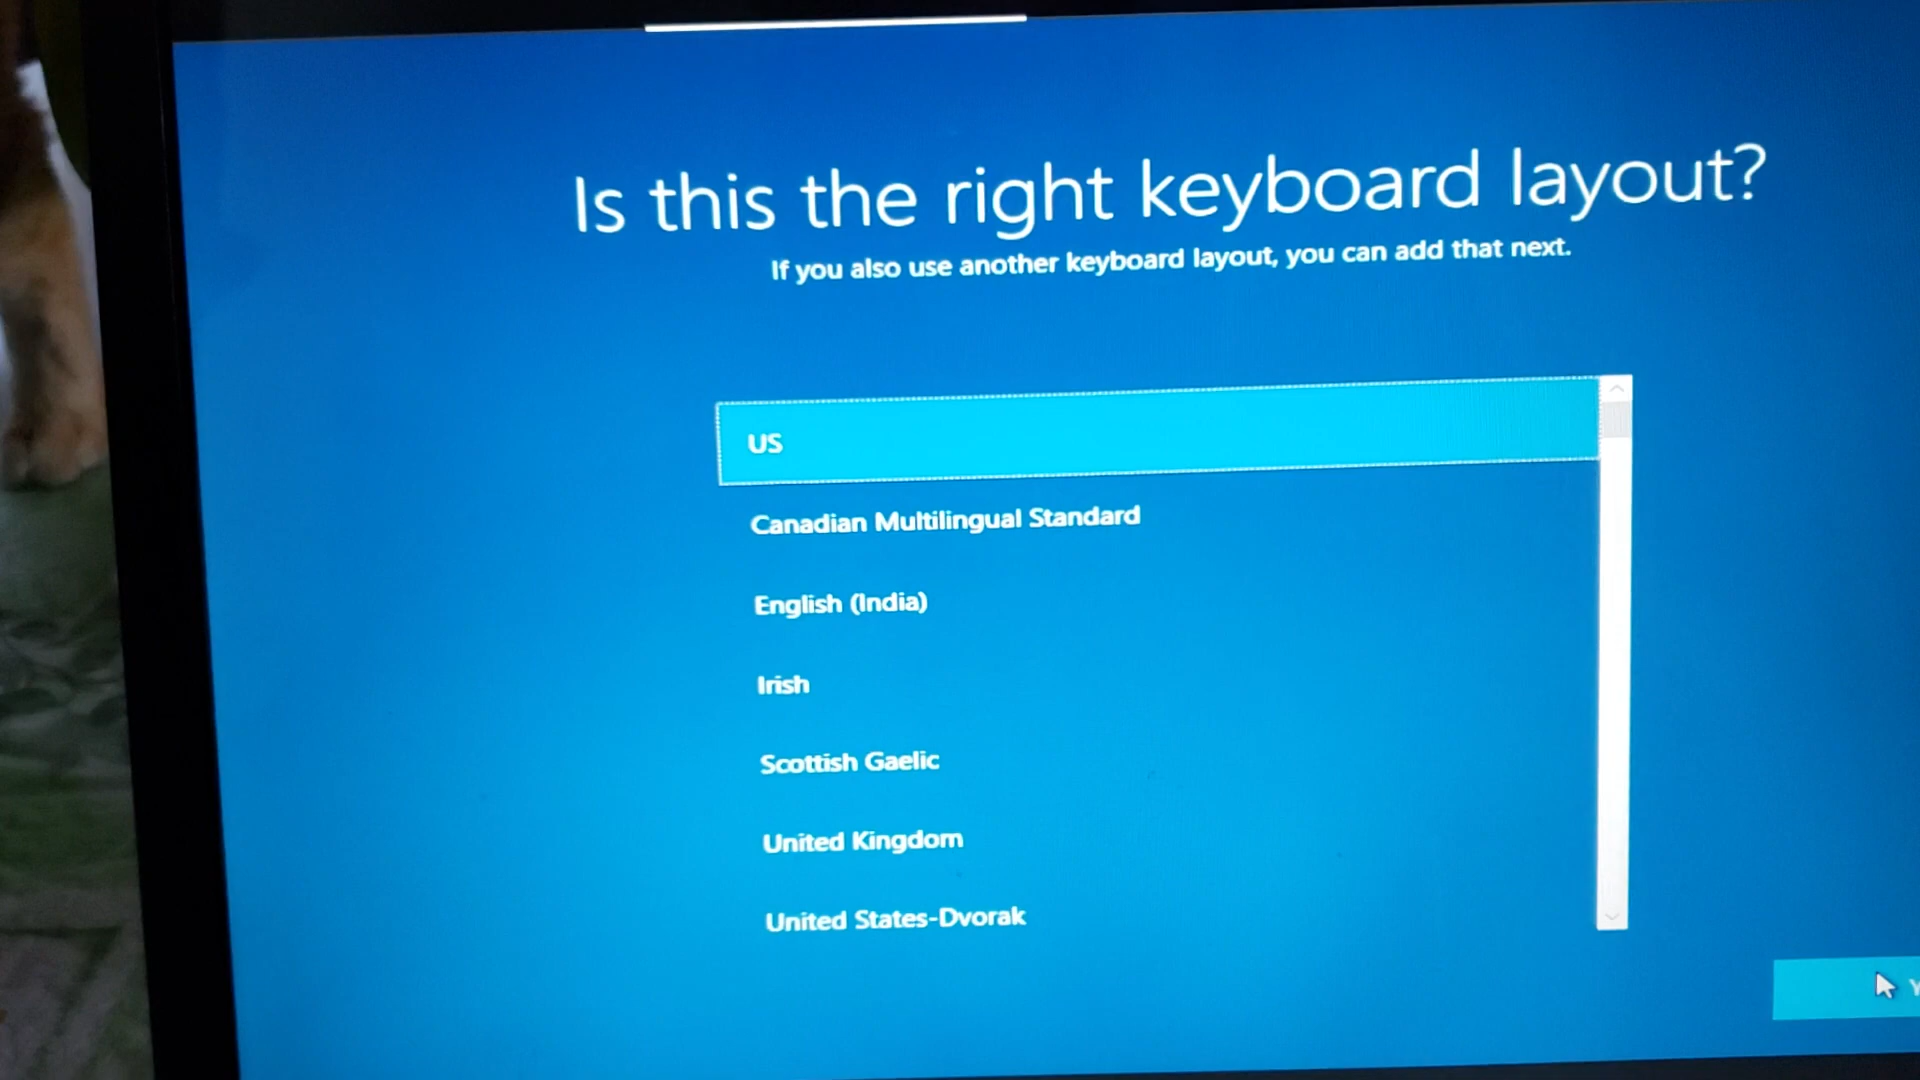 Is this the right keyboard layout?
If you also use another keyboard layout, you can add that next.
US
Canadian Multilingual Standard
English (India)
Irish
Scottish Gaelic
United Kingdom
United States-Dvorak